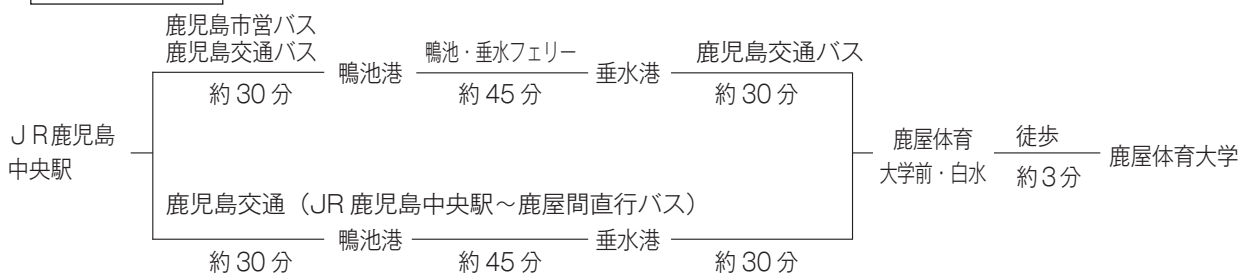 鹿児島市営バス
鹿児島交通バス
鴨池・垂水フェリー
鹿児島交通バス
鴨池港
垂水港
約30分
約45分
約30分
JR鹿児島
中央駅
鹿屋体育
大学前・白水
徒歩
約3分
鹿屋体育大学
鹿児島交通（JR鹿児島中央駅～鹿屋間直行バス）
鴨池港
垂水港
約30分
約45分
約30分